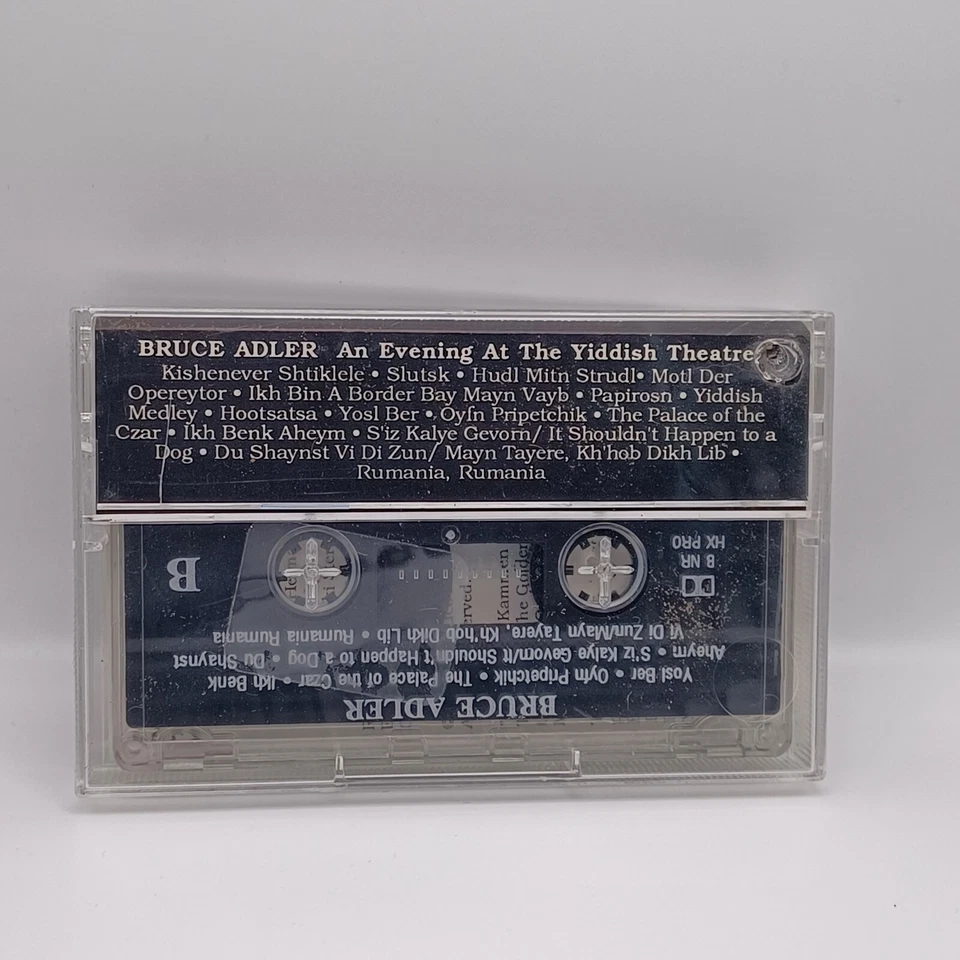 BRUCE ADLER An Evening At The Yiddish Theatre
Kishenever Shtiklele • Slutsk • Hudl Mitn Strudl• Motl Der
Opereytor • Ikh Bin A Border Bay Mayn Vayb • Papirosn • Yiddish
Medley • Hootsatsa • Yosl Ber • Oyfn Pripetchik • The Palace of the
Czar • Ikh Benk Aheym • S'iz Kalye Gevorn/ It Shouldn't Happen to a
Dog • Du Shaynst Vi Di Zun/ Mayn Tayere, Kh'hob Dikh Lib •
Rumania, Rumania
BRUCE ADLER
Yosl Ber • Oyfn Pripetchik • The Palace of the Czar • Ikh Benk
Aheym • S'iz Kalye Gevorn/It Shouldn't Happen to a Dog • Du Shaynst
Vi Di Zun/Mayn Tayere, Kh'hob Dikh Lib • Rumania Rumania
B NR
HX PRO
B
erved.
Kammen
he Golden